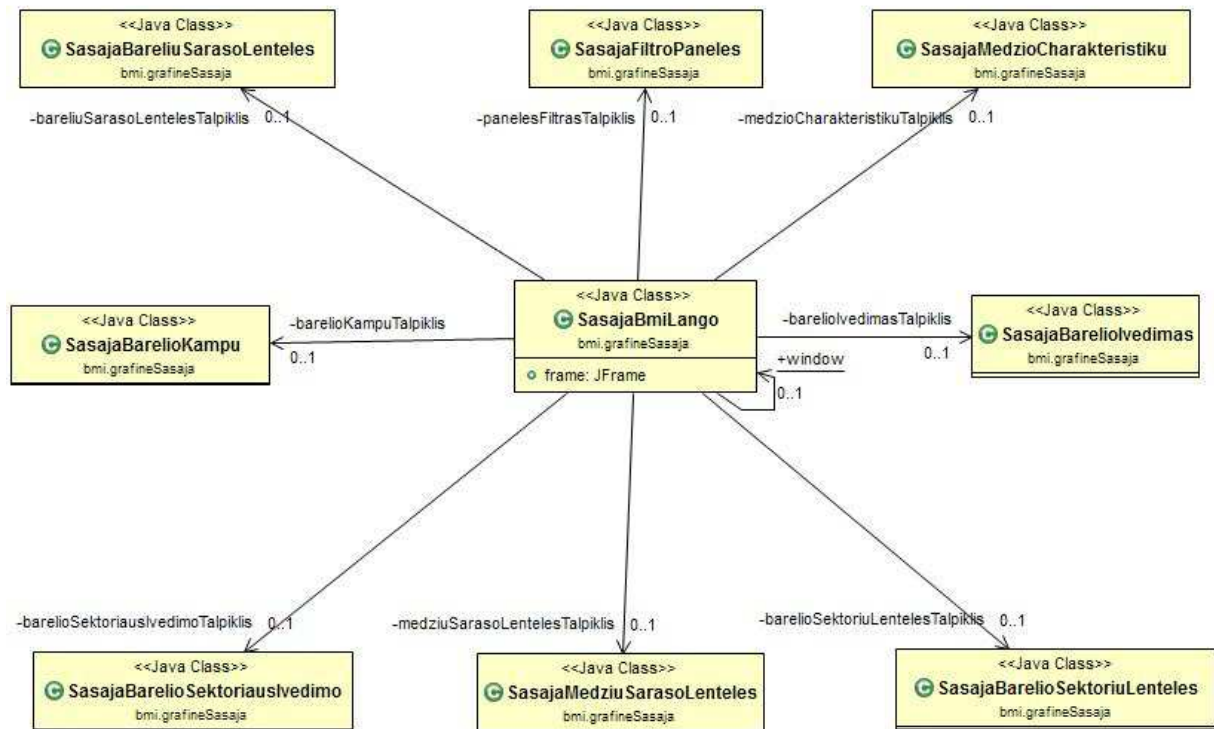 <<Java Class>>
SasajaBareliuSarasoLenteles
bmi.grafineSasaja
<<Java Class>>
SasajaFiltroPaneles
bmi.grafineSasaja
<<Java Class>>
SasajaMedzioCharakteristiku
bmi.grafineSasaja
-bareliuSarasoLentelesTalpiklis 0..1
-panelesFiltrasTalpiklis 0..1
-medzioCharakteristikuTalpiklis 0..1
<<Java Class>>
SasajaBarelioKampu
bmi.grafineSasaja
-barelioKampuTalpiklis
0..1
<<Java Class>>
SasajaBmiLango
bmi.grafineSasaja
frame: JFrame
-barelioIvedimasTalpiklis
0..1
+window
0..1
<<Java Class>>
SasajaBarelioIvedimas
bmi.grafineSasaja
-barelioSektoriausIvedimoTalpiklis 0..1
-medziuSarasoLentelesTalpiklis 0..1
-barelioSektoriuLentelesTalpiklis 0..1
<<Java Class>>
SasajaBarelioSektoriausIvedimo
bmi.grafineSasaja
<<Java Class>>
SasajaMedziuSarasoLenteles
bmi.grafineSasaja
<<Java Class>>
SasajaBarelioSektoriuLenteles
bmi.grafineSasaja